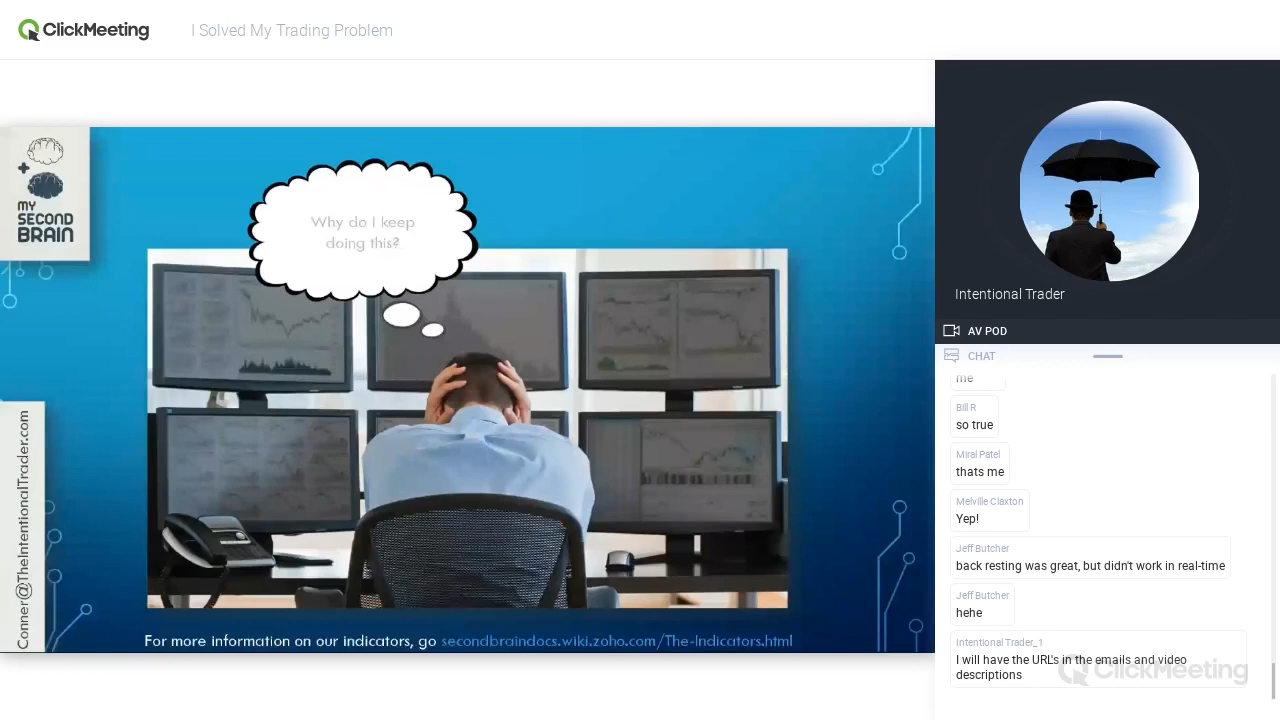 ClickMeeting
I Solved My Trading Problem
MY
SECOND
BRAIN
Why do I keep
doing this?
Conner@TheIntentionalTrader.com
For more information on our indicators, go secondbraindocs.wiki.zoho.com/The-Indicators.html
Intentional Trader
AV POD
CHAT
me
Bill R
so true
Miral Patel
thats me
Melville Claxton
Yep!
Jeff Butcher
back resting was great, but didn't work in real-time
Jeff Butcher
hehe
Intentional Trader_1
I will have the URL's in the emails and video
descriptions
ClickMeeting